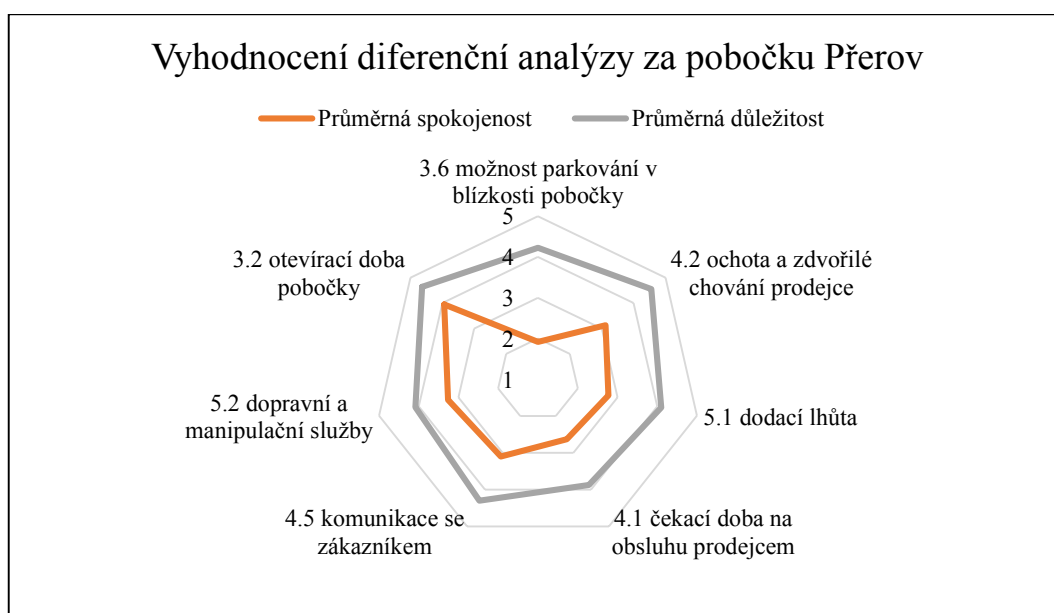 Vyhodnocení diferenční analýzy za pobočku Přerov
Průměrná spokojenost
Průměrná důležitost
3.6 možnost parkování v
blízkosti pobočky
5
4
3
2
1
4.2 ochota a zdvořilé
chování prodejce
5.1 dodací lhůta
4.1 čekací doba na
obsluhu prodejcem
4.5 komunikace se
zákazníkem
5.2 dopravní a
manipulační služby
3.2 otevírací doba
pobočky